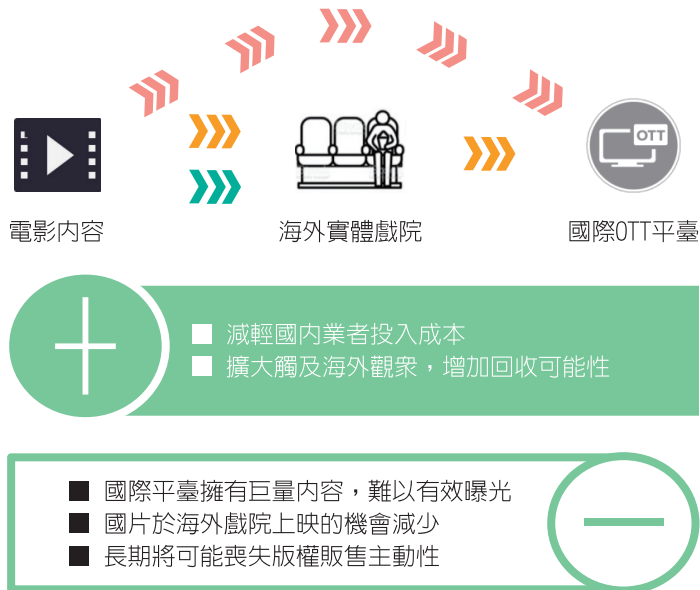 OTT
電影内容
海外實體戲院
國際OTT平臺
減輕國内業者投入成本
擴大觸及海外觀眾，增加回收可能性
國際平臺擁有巨量内容，難以有效曝光
國片於海外戲院上映的機會減少
長期將可能喪失版權販售主動性